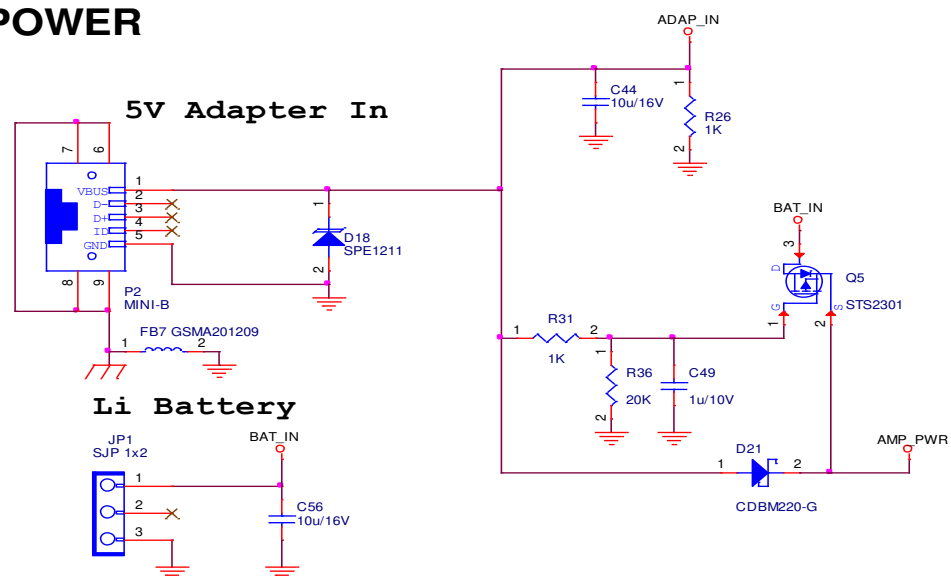 POWER
ADAP_IN
5V Adapter In
C44
10u/16V
1
R26
1K
2
7
6
VBUS
D-
D+
ID
GND
1
2
3
4
5
1
D18
SPE1211
2
8
9
P2
MINI-B
FB7 GSMA201209
1
2
BAT_IN
3
D
Q5
STS2301
G
S
1
2
R31
1
2
1K
1
R36
20K
2
C49
1u/10V
Li Battery
JP1
SJP 1x2
1
2
3
BAT_IN
C56
10u/16V
D21
1
2
CDBM220-G
AMP_PWR